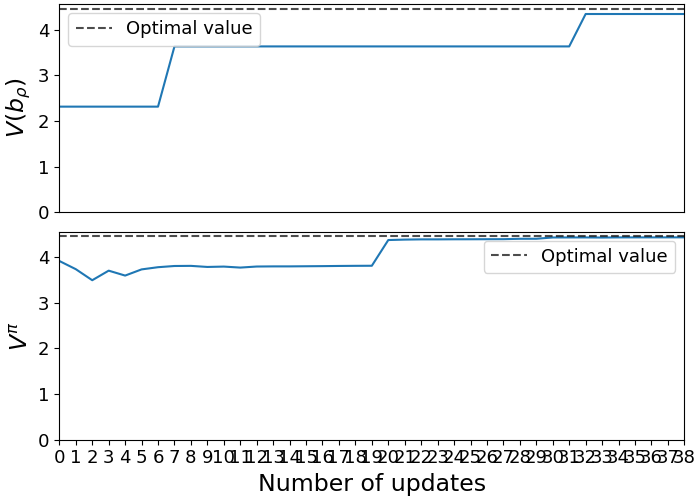 Optimal value
V(bρ)
4
3
2
1
0
Optimal value
Vπ
4
3
2
1
0
0 1 2 3 4 5 6 7 8 9 10 11 12 13 14 15 16 17 18 19 20 21 22 23 24 25 26 27 28 29 30 31 32 33 34 35 36 37 38
Number of updates